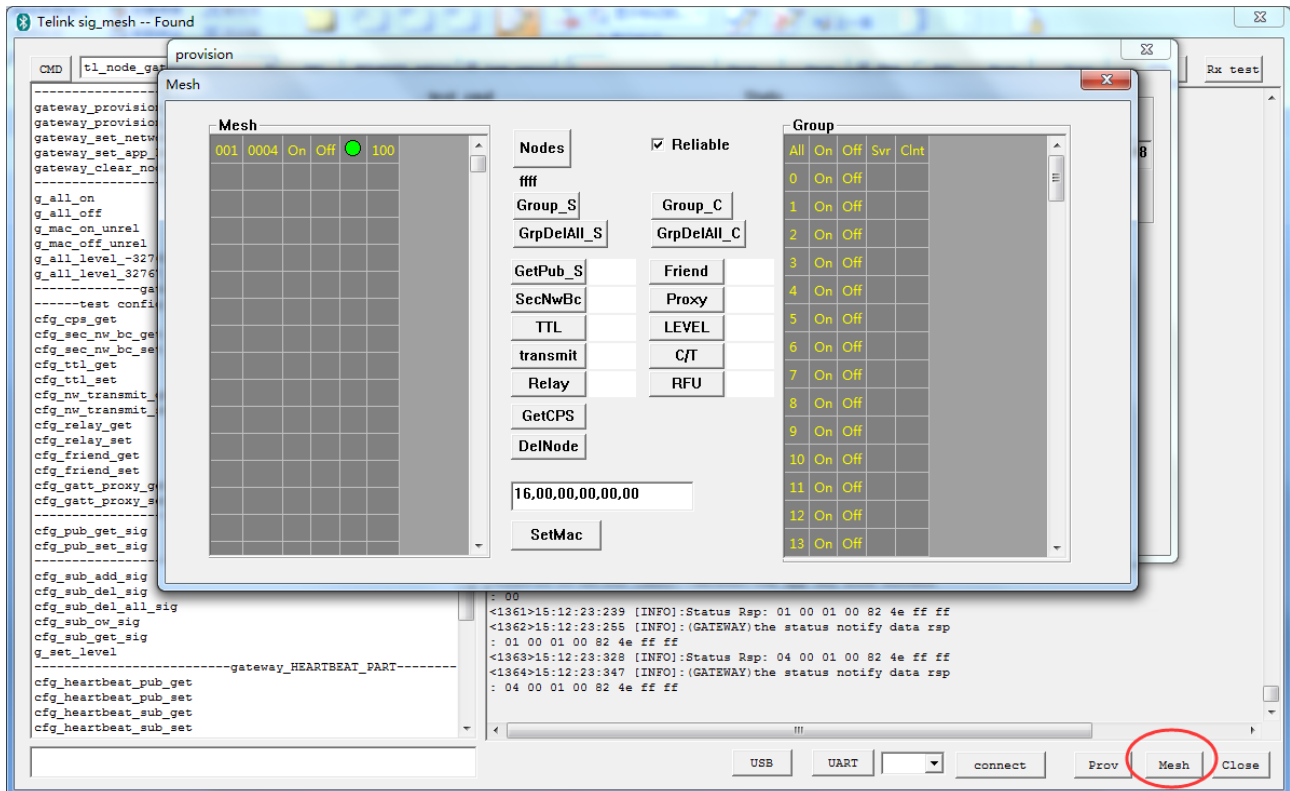 Telink sig_mesh -- Found
provision
CMD
Rx test
Mesh
gateway_set_netw
gateway_set_app_
gateway_clear_no
g_all_on
g_all_off
g_mac_on_unrel
g_mac_off_unrel
g_all_level_-327
g_all_level_3276
------test confi
cfg_cps_get
cfg_sec_nw_bc_ge
cfg_sec_nw_bc_se
cfg_ttl_get
cfg_ttl_set
cfg_nw_transmit_
cfg_nw_transmit_
cfg_relay_get
cfg_relay_set
cfg_friend_get
cfg_friend_set
cfg_gatt_proxy_g
cfg_gatt_proxy_s
cfg_pub_get_sig
cfg_pub_set_sig
cfg_sub_add_sig
cfg_sub_del_sig
cfg_sub_del_all_sig
cfg_sub_ow_sig
cfg_sub_get_sig
g_set_level
--------------------------gateway_HEARTBEAT_PART--------
cfg_heartbeat_pub_get
cfg_heartbeat_pub_set
cfg_heartbeat_sub_get
cfg_heartbeat_sub_set
Mesh
001 0004 On Off 100
Nodes
Reliable
ffff
Group_S Group_C
GrpDelAll_S GrpDelAll_C
GetPub_S Friend
SecNwBc Proxy
TTL LEVEL
transmit C/T
Relay RFU
GetCPS
DelNode
16,00,00,00,00,00
SetMac
Group
All On Off Svr Clnt
0 On Off
1 On Off
2 On Off
3 On Off
4 On Off
5 On Off
6 On Off
7 On Off
8 On Off
9 On Off
10 On Off
11 On Off
12 On Off
13 On Off
8
: 00
<1361>15:12:23:239 [INFO]:Status Rsp: 01 00 01 00 82 4e ff ff
<1362>15:12:23:255 [INFO]:(GATEWAY)the status notify data rsp
: 01 00 01 00 82 4e ff ff
<1363>15:12:23:328 [INFO]:Status Rsp: 04 00 01 00 82 4e ff ff
<1364>15:12:23:347 [INFO]:(GATEWAY)the status notify data rsp
: 04 00 01 00 82 4e ff ff
USB UART connect Prov Mesh Close